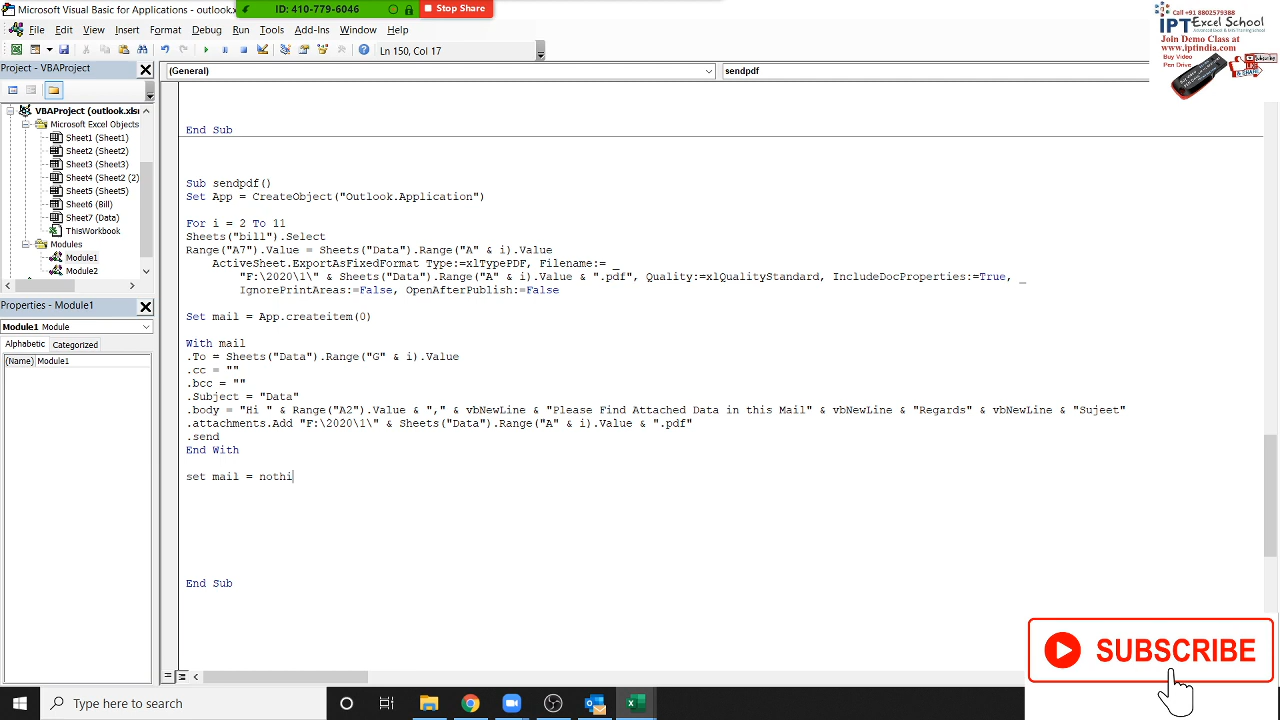 Microsoft Visual Basic for Applications - outlook.x
ID: 410-779-6046
Stop Share
File Edit View Insert Format Debug Run Tools Add-Ins Window Help
Ln 150, Col 17
Call +91 8802579388
IPT Excel School
Join Demo Class at
www.iptindia.com
Buy Video
Pen Drive
Project - VBAProject
(General)
sendpdf
VBAProject (outlook.xls
Microsoft Excel Objects
Sheet1 (Sheet1)
Sheet2 (Sheet2)
Sheet3 (Sheet3)
Sheet4 (Sheet2 (2)
Sheet5 (Sheet5)
Sheet6 (Bill)
Sheet7 (Data)
ThisWorkbook
Modules
Module1
Module2
Properties - Module1
Module1 Module
Alphabetic Categorized
(Name) Module1
End Sub
Sub sendpdf()
Set App = CreateObject("Outlook.Application")
For i = 2 To 11
Sheets("bill").Select
Range("A7").Value = Sheets("Data").Range("A" & i).Value
ActiveSheet.ExportAsFixedFormat Type:=xlTypePDF, Filename:= _
"F:\2020\1\" & Sheets("Data").Range("A" & i).Value & ".pdf", Quality:=xlQualityStandard, IncludeDocProperties:=True, _
IgnorePrintAreas:=False, OpenAfterPublish:=False
Set mail = App.createitem(0)
With mail
.To = Sheets("Data").Range("G" & i).Value
.cc = ""
.bcc = ""
.Subject = "Data"
.body = "Hi " & Range("A2").Value & "," & vbNewLine & "Please Find Attached Data in this Mail" & vbNewLine & "Regards" & vbNewLine & "Sujeet"
.attachments.Add "F:\2020\1\" & Sheets("Data").Range("A" & i).Value & ".pdf"
.send
End With
set mail = nothi
End Sub
SUBSCRIBE
Type here to search